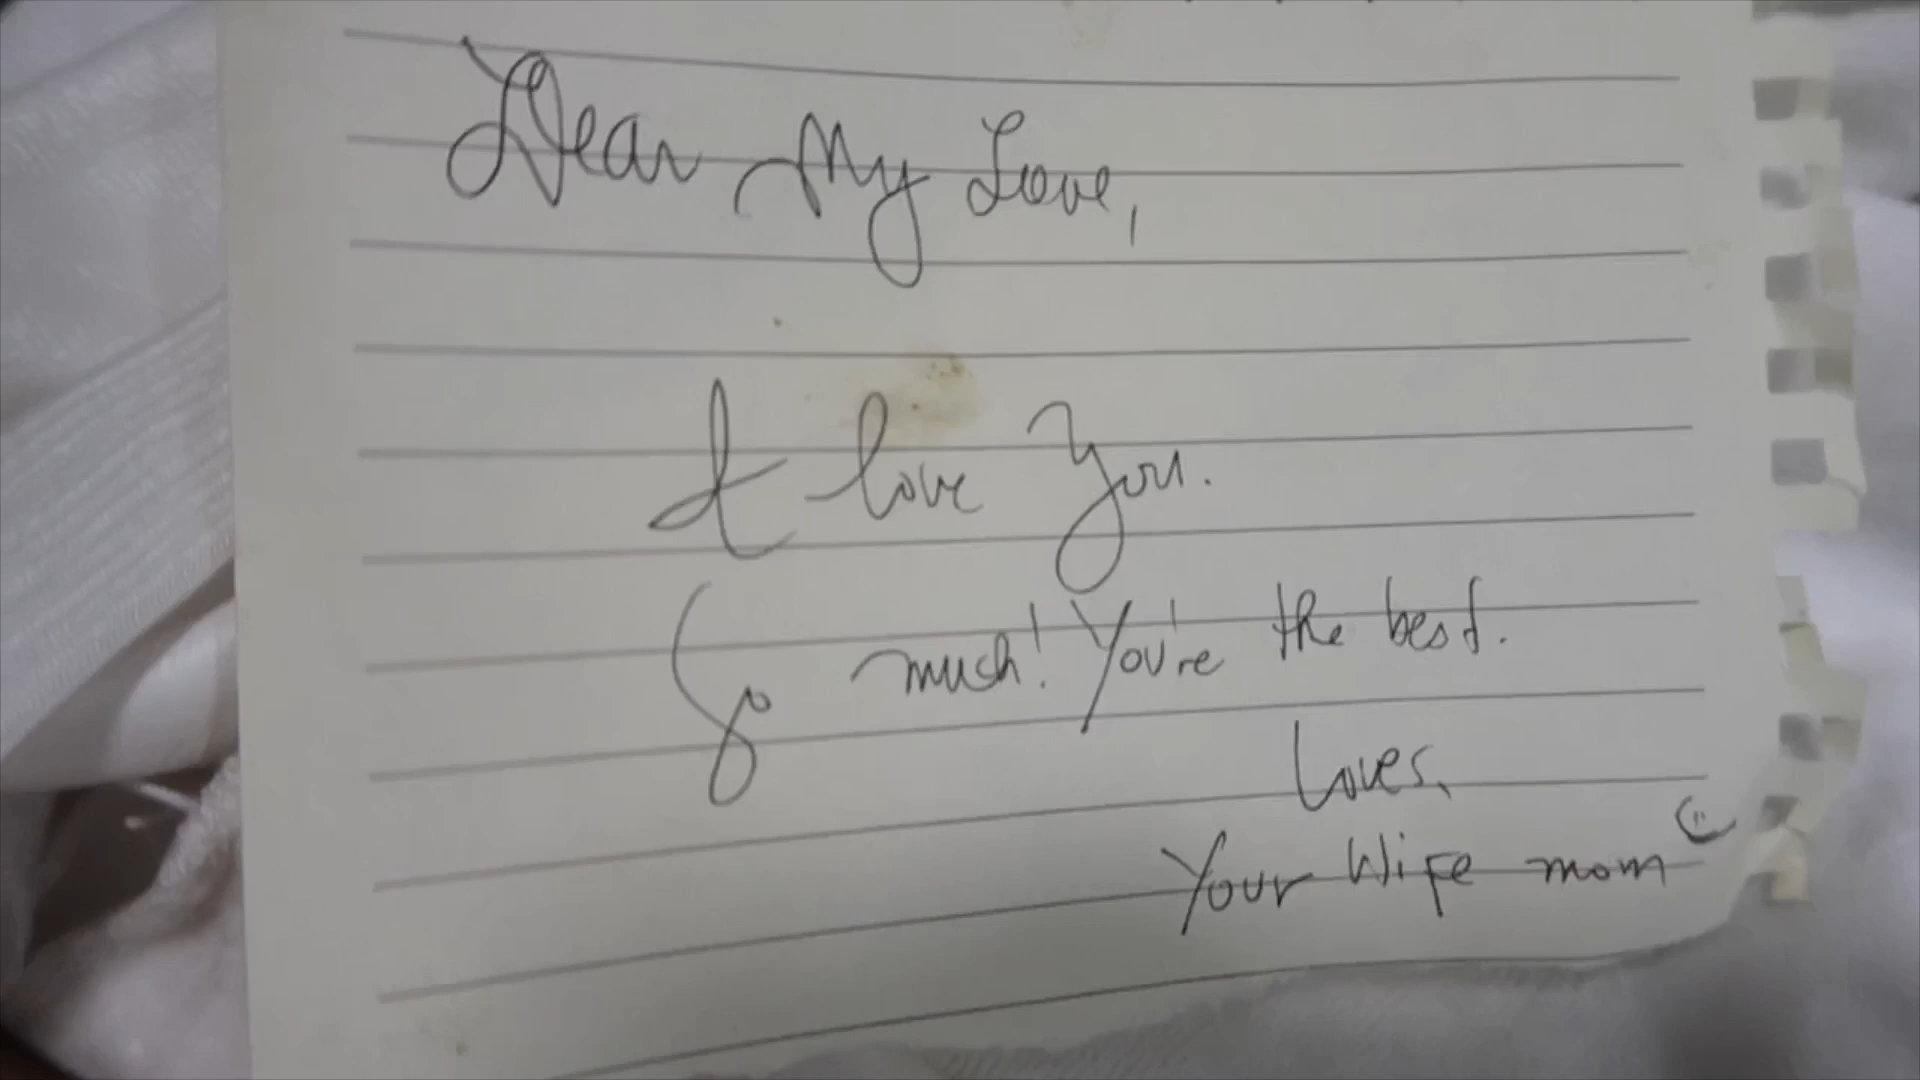 Dear My Love,
I love you.
So much! You're the best.
Loves,
Your Wife mom